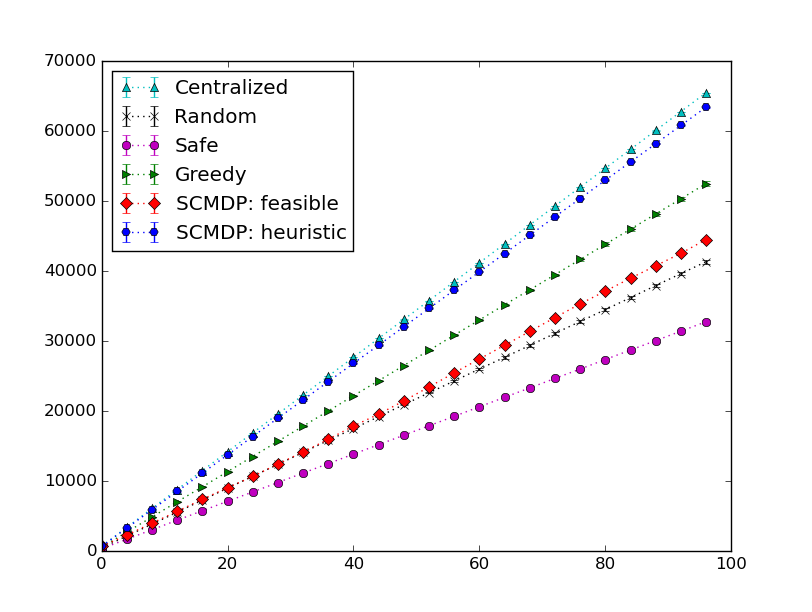 70000
60000
50000
40000
30000
20000
10000
0
Centralized
Random
Safe
Greedy
SCMDP: feasible
SCMDP: heuristic
0 20 40 60 80 100